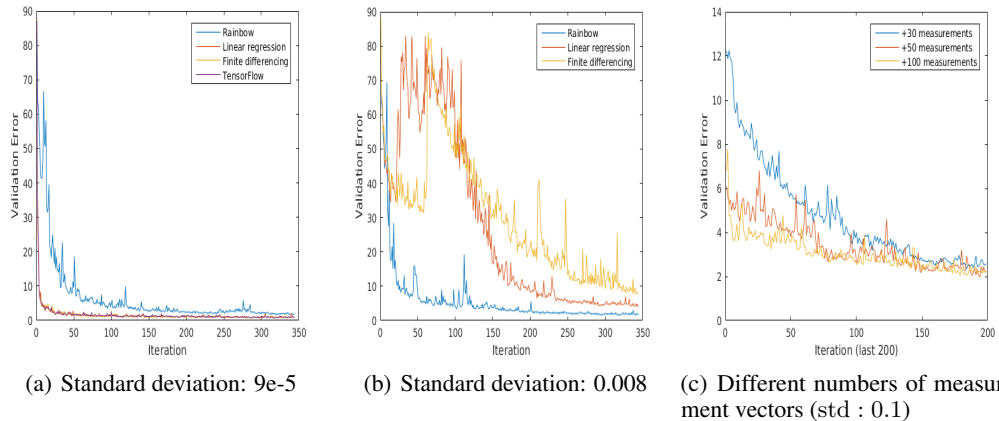 90
80
70
60
50
40
30
20
10
0
Validation Error
0 50 100 150 200 250 300 350
Iteration
Rainbow
Linear regression
Finite differencing
TensorFlow
(a) Standard deviation: 9e-5
90
80
70
60
50
40
30
20
10
0
Validation Error
0 50 100 150 200 250 300 350
Iteration
Rainbow
Linear regression
Finite differencing
(b) Standard deviation: 0.008
14
12
10
8
6
4
2
0
Validation Error
50 100 150 200
Iteration (last 200)
+30 measurements
+50 measurements
+100 measurements
(c) Different numbers of measure
ment vectors (std : 0.1)